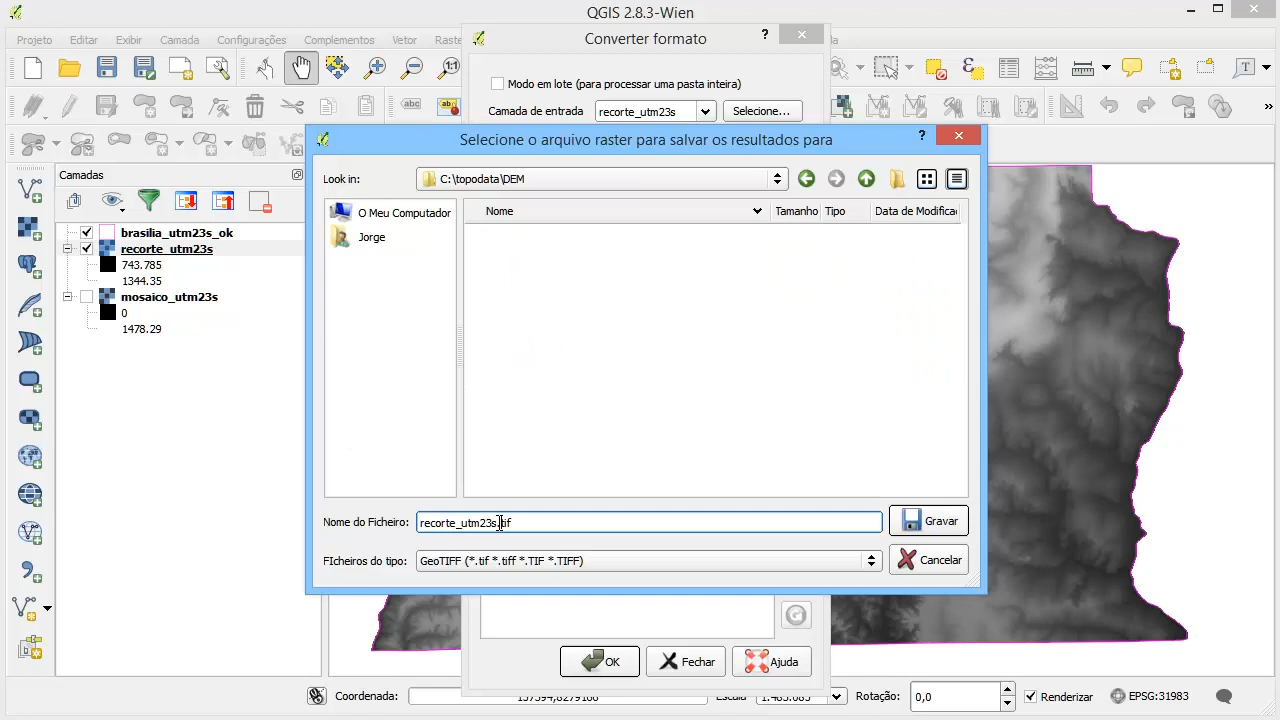 QGIS 2.8.3-Wien
Projeto Editar Exibir Camada Configurações Complementos Vetor Raste
Converter formato
Modo em lote (para processar uma pasta inteira)
Camada de entrada recorte_utm23s Selecione...
Selecione o arquivo raster para salvar os resultados para
Look in: C:\topodata\DEM
Camadas
O Meu Computador
Jorge
Nome Tamanho Tipo Data de Modificaç
brasilia_utm23s_ok
recorte_utm23s
743.785
1344.35
mosaico_utm23s
0
1478.29
Nome do Ficheiro: recorte_utm23s.tif Gravar
FIcheiros do tipo: GeoTIFF (*.tif *.tiff *.TIF *.TIFF) Cancelar
OK Fechar Ajuda
Coordenada: Escala Rotação: 0,0 Renderizar EPSG:31983